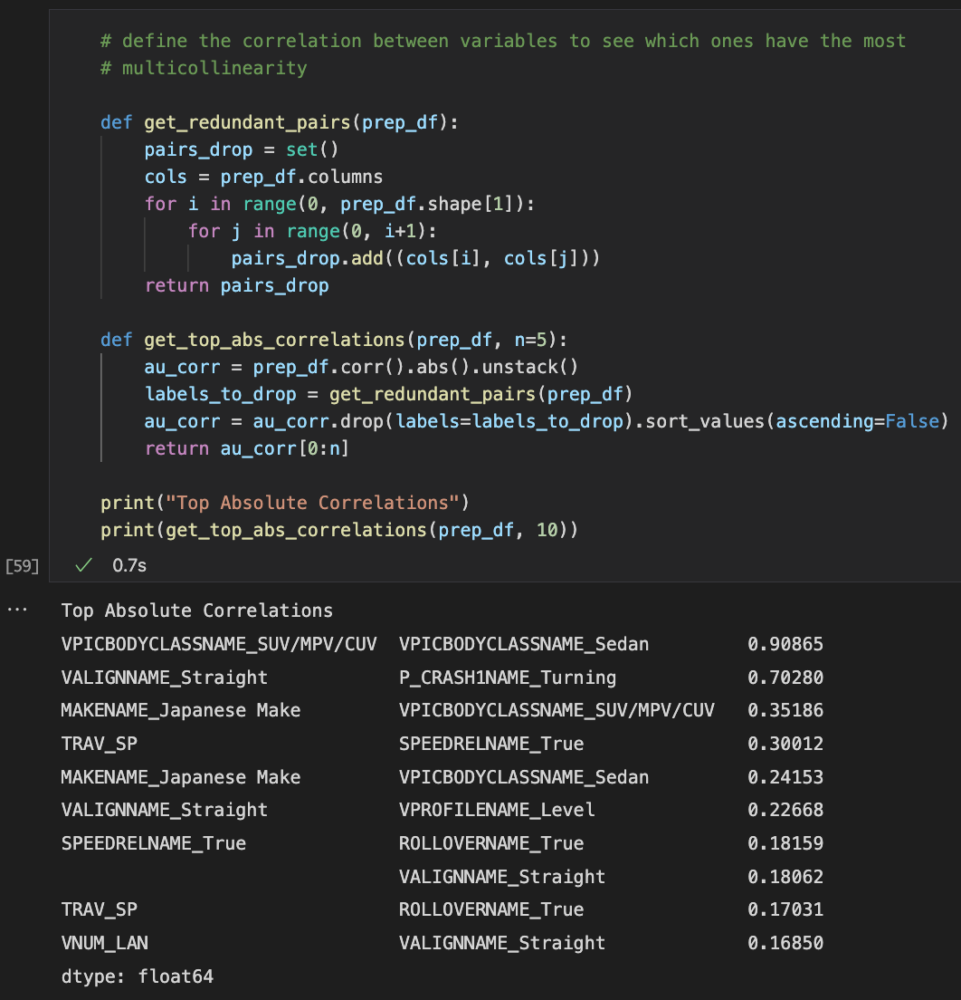 # define the correlation between variables to see which ones have the most
# multicollinearity
def get_redundant_pairs(prep_df):
    pairs_drop = set()
    cols = prep_df.columns
    for i in range(0, prep_df.shape[1]):
        for j in range(0, i+1):
            pairs_drop.add((cols[i], cols[j]))
    return pairs_drop
def get_top_abs_correlations(prep_df, n=5):
    au_corr = prep_df.corr().abs().unstack()
    labels_to_drop = get_redundant_pairs(prep_df)
    au_corr = au_corr.drop(labels=labels_to_drop).sort_values(ascending=False)
    return au_corr[0:n]
print("Top Absolute Correlations")
print(get_top_abs_correlations(prep_df, 10))
[59] ✓ 0.7s
... Top Absolute Correlations
VPICBODYCLASSNAME_SUV/MPV/CUV VPICBODYCLASSNAME_Sedan 0.90865
VALIGNNAME_Straight P_CRASH1NAME_Turning 0.70280
MAKENAME_Japanese Make VPICBODYCLASSNAME_SUV/MPV/CUV 0.35186
TRAV_SP SPEEDRELNAME_True 0.30012
MAKENAME_Japanese Make VPICBODYCLASSNAME_Sedan 0.24153
VALIGNNAME_Straight VPROFILENAME_Level 0.22668
SPEEDRELNAME_True ROLLOVERNAME_True 0.18159
VALIGNNAME_Straight 0.18062
TRAV_SP ROLLOVERNAME_True 0.17031
VNUM_LAN VALIGNNAME_Straight 0.16850
dtype: float64